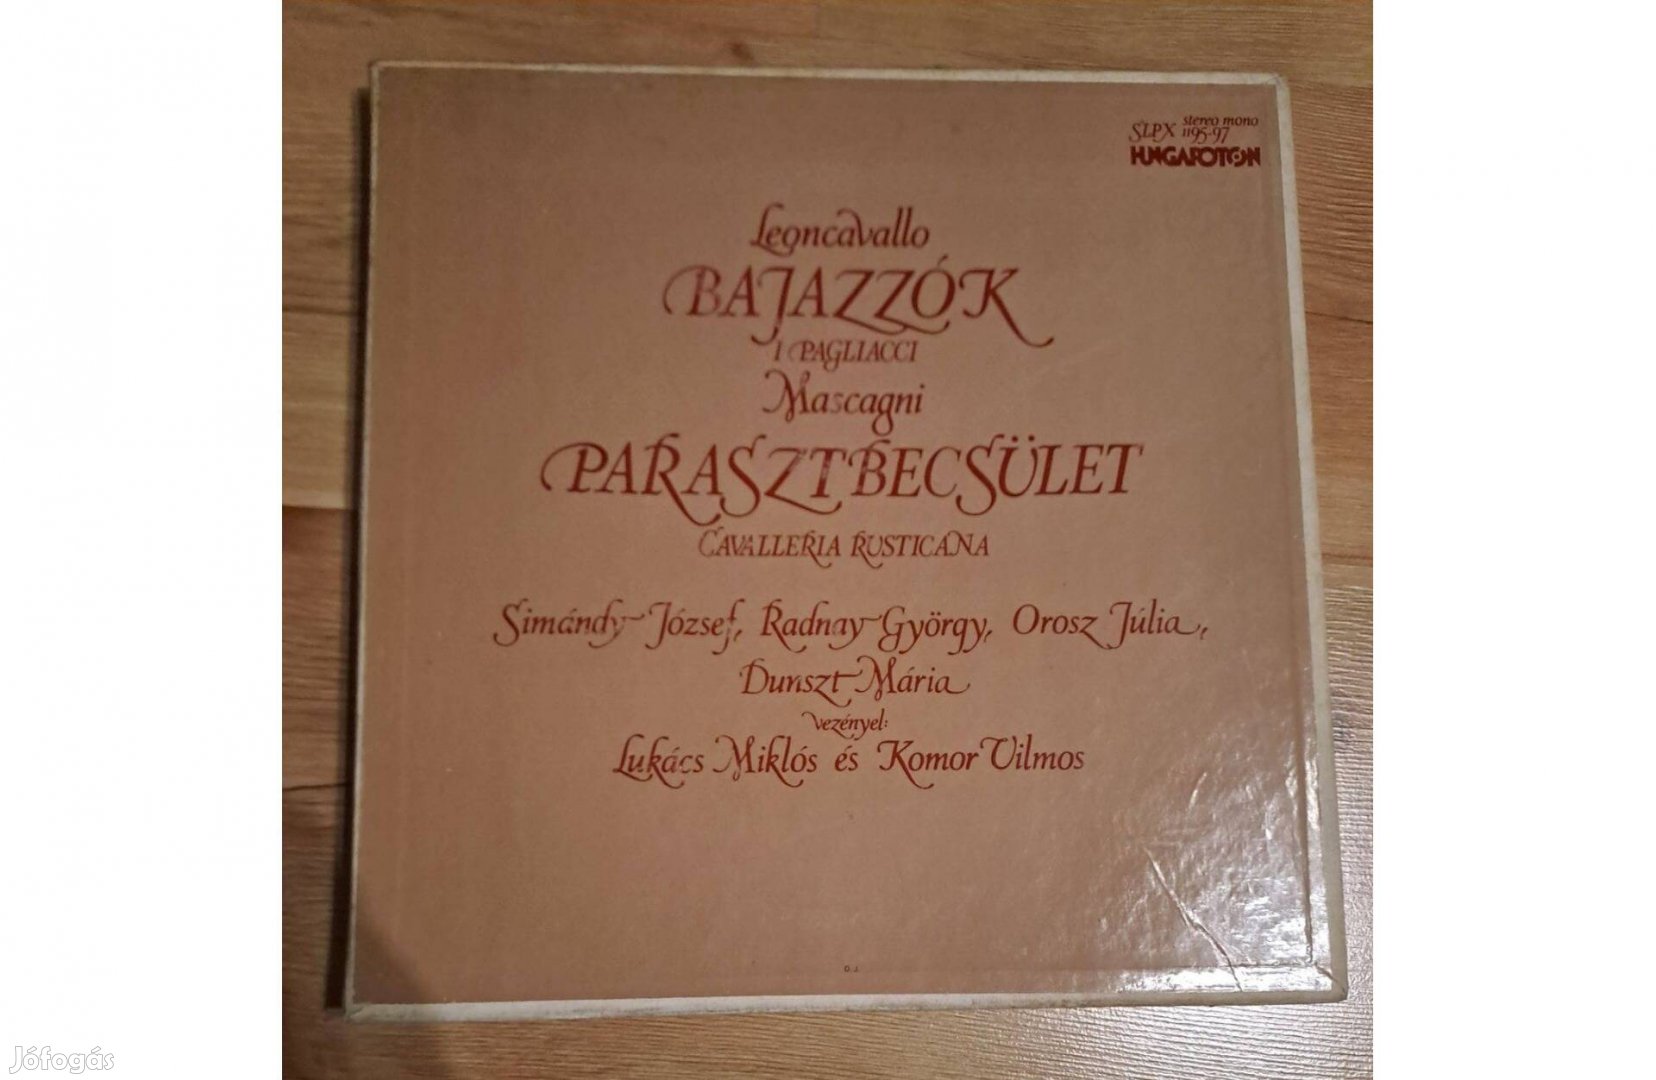 stereo mono
SLPX 1195-97
HUNGAROTON
Leoncavallo
BAJAZZÓK
I PAGLIACCI
Mascagni
PARASZTBECSÜLET
CAVALLERIA RUSTICANA
Simándy József, Radnay György, Orosz Júlia,
Dunszt Mária
vezényel:
Lukács Miklós és Komor Vilmos
D. J.
Jófogás